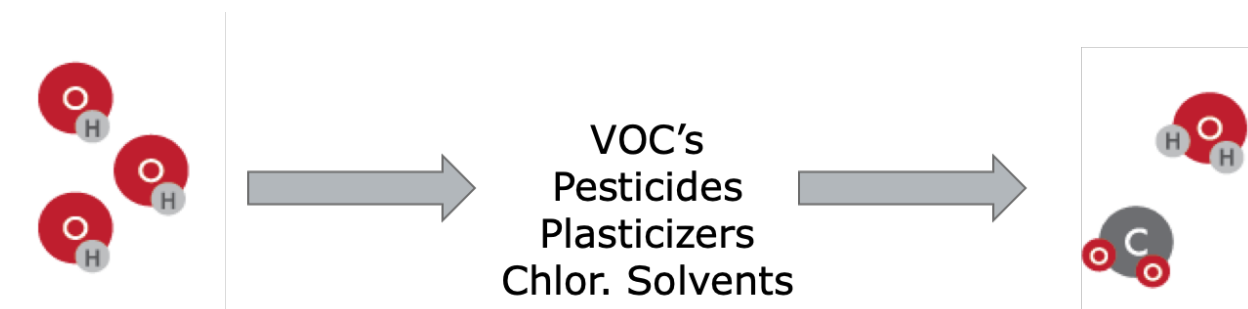 O
H
O
H
O
H
VOC's
Pesticides
Plasticizers
Chlor. Solvents
O
H
H
C
O
O